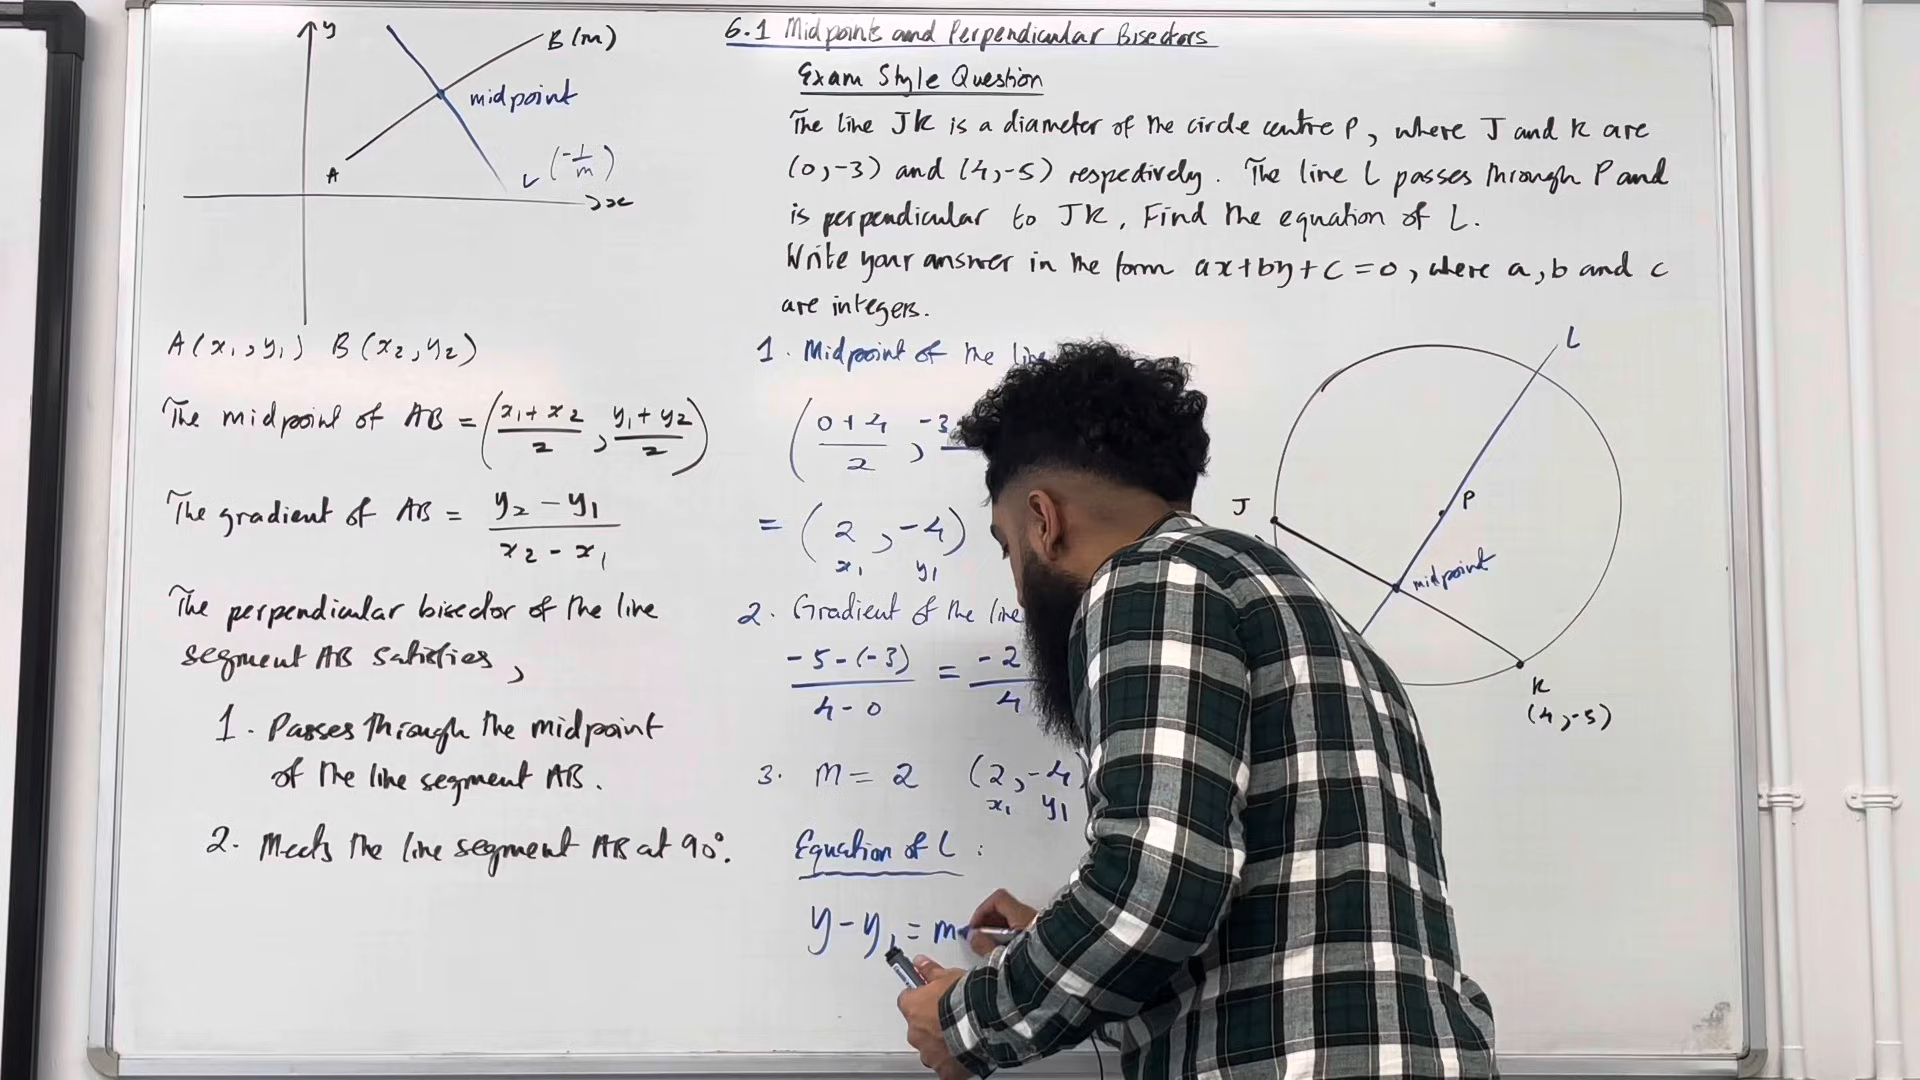 y
B (m)
midpoint
A
L (-1/m)
x
A(x₁, y₁) B(x₂, y₂)
The midpoint of AB = (x₁ + x₂ / 2, y₁ + y₂ / 2)
The gradient of AB = y₂ - y₁ / x₂ - x₁
The perpendicular bisector of the line
segment AB satisfies,
1. Passes through the midpoint
of the line segment AB.
2. Meets the line segment AB at 90°.
6.1 Midpoints and Perpendicular Bisectors
Exam Style Question
The line JK is a diameter of the circle centre P, where J and K are
(0,-3) and (4,-5) respectively. The line L passes through P and
is perpendicular to JK. Find the equation of L.
Write your answer in the form ax+by+c=0, where a, b and c
are integers.
1. Midpoint of the
(0+4 / 2, -3
= (2, -4)
x₁ y₁
2. Gradient of the line
-5-(-3) / 4-0 = -2 / 4
3. m = 2 (2, -4
x₁ y₁
Equation of L :
y - y₁ = m
L
P
J
midpoint
K
(4,-5)